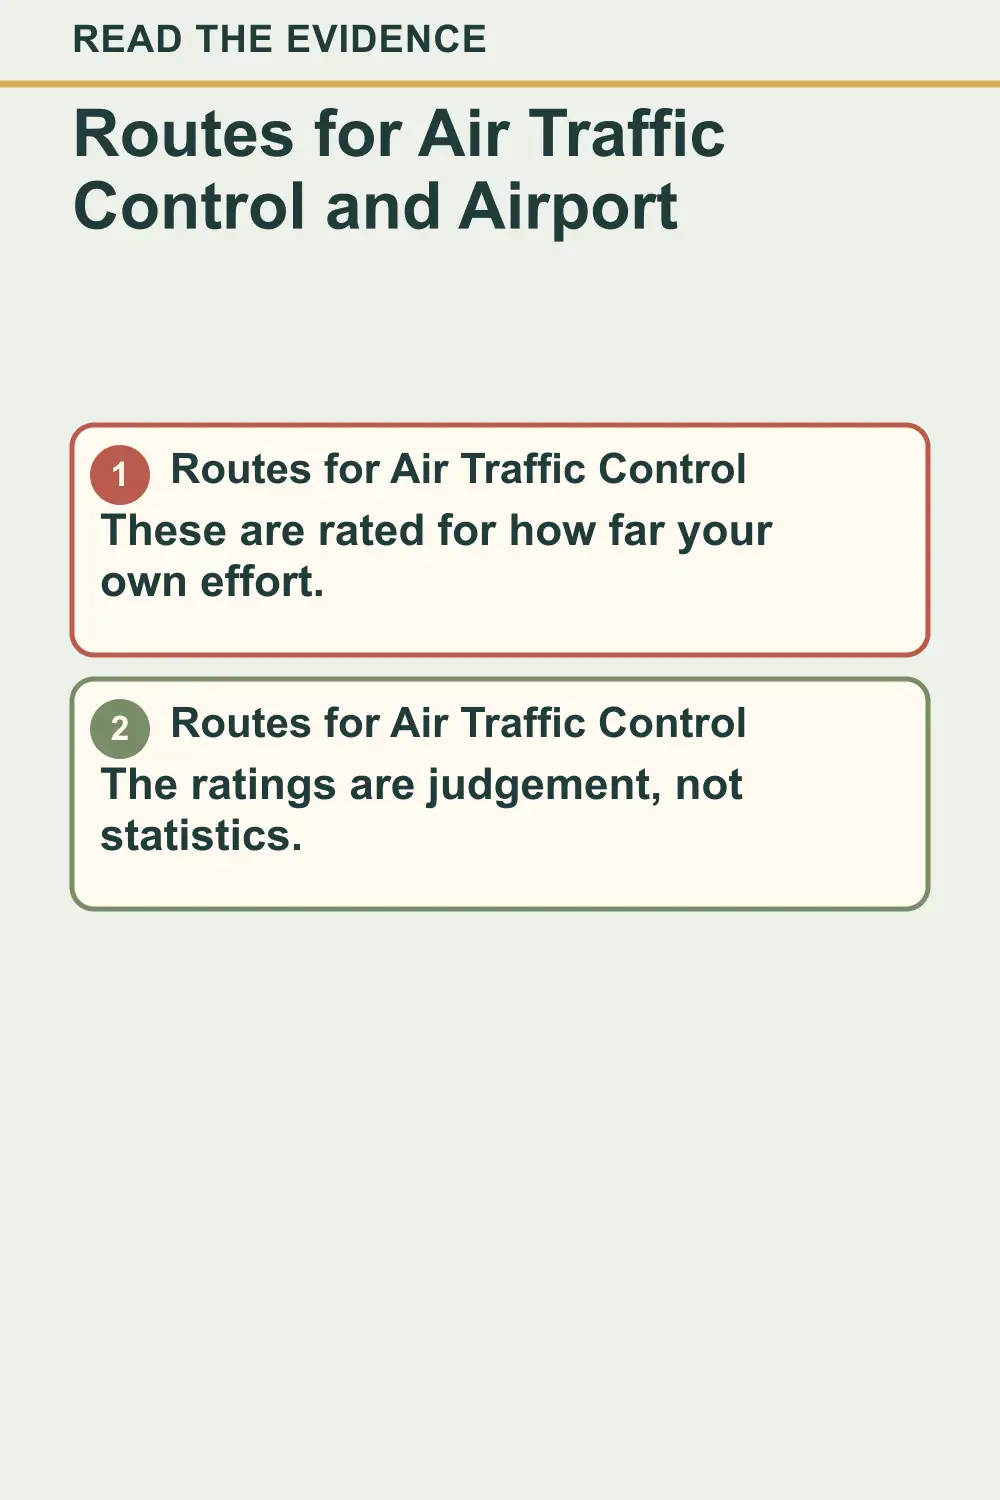 READ THE EVIDENCE
Routes for Air Traffic
Control and Airport
1 Routes for Air Traffic Control
These are rated for how far your
own effort.
2 Routes for Air Traffic Control
The ratings are judgement, not
statistics.